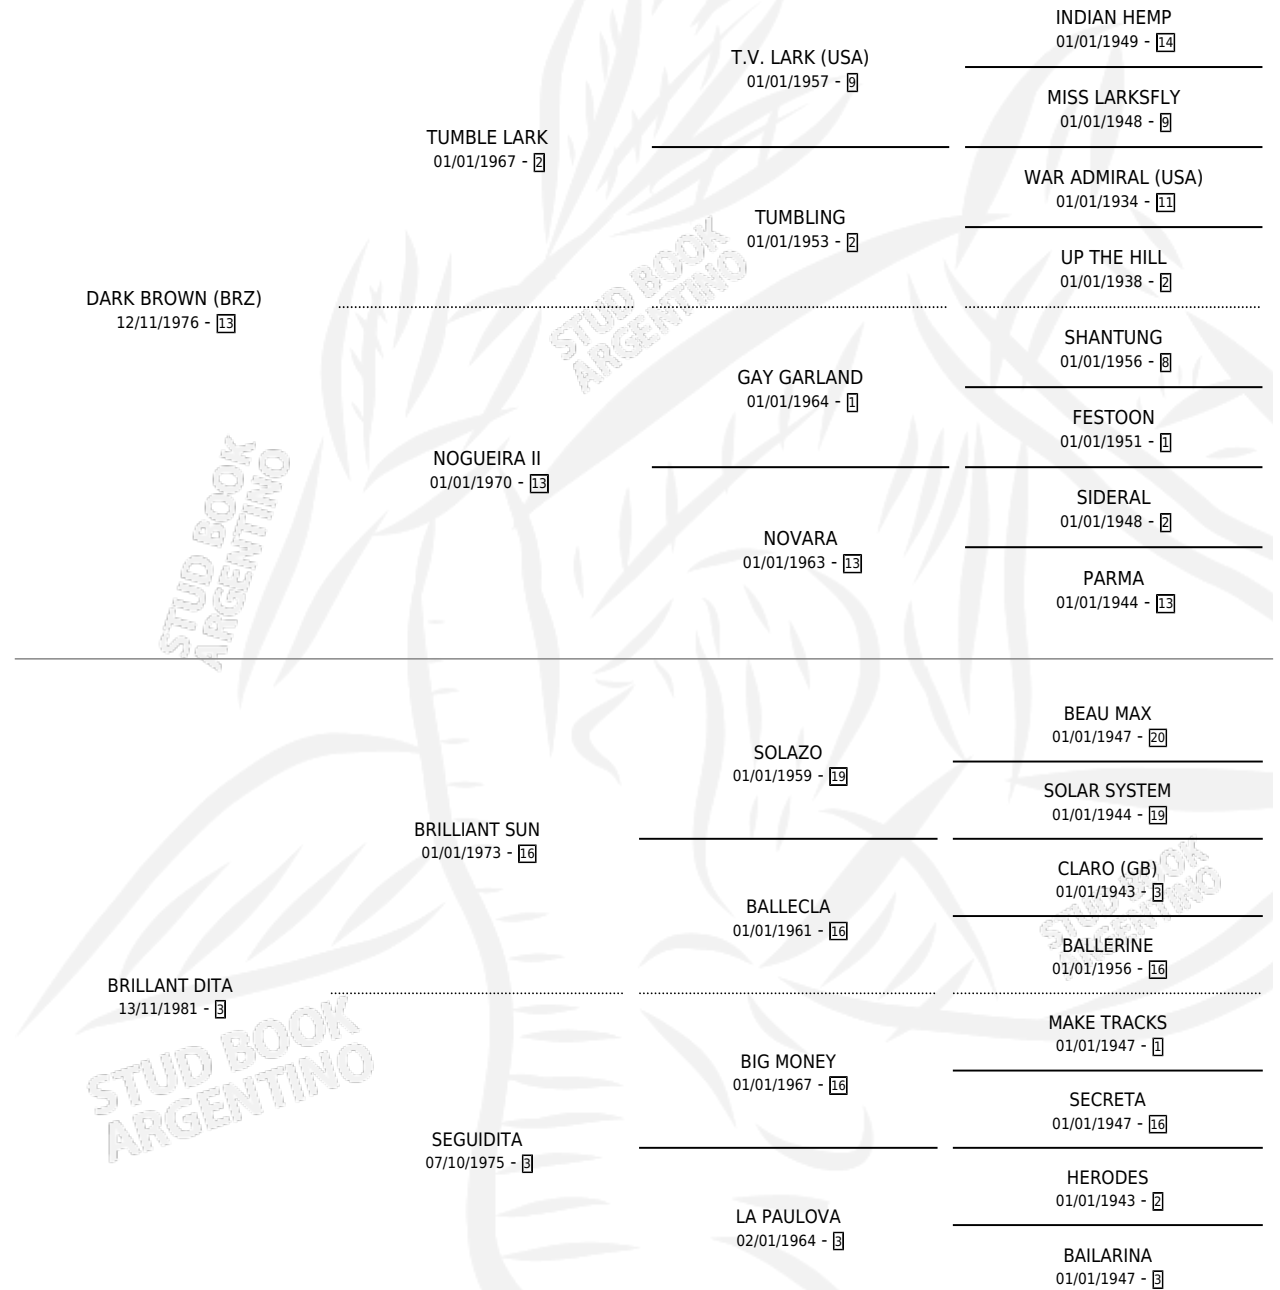 INDIAN HEMP
01/01/1949 - 14
T.V. LARK (USA)
01/01/1957 - 9
MISS LARKSFLY
01/01/1948 - 9
TUMBLE LARK
01/01/1967 - 2
WAR ADMIRAL (USA)
01/01/1934 - 11
TUMBLING
01/01/1953 - 2
UP THE HILL
01/01/1938 - 2
DARK BROWN (BRZ)
12/11/1976 - 13
STUD BOOK
ARGENTINO
SHANTUNG
01/01/1956 - 8
GAY GARLAND
01/01/1964 - 1
FESTOON
01/01/1951 - 1
NOGUEIRA II
01/01/1970 - 13
SIDERAL
01/01/1948 - 2
NOVARA
01/01/1963 - 13
PARMA
01/01/1944 - 13
STUD BOOK
ARGENTINO
BEAU MAX
01/01/1947 - 20
SOLAZO
01/01/1959 - 19
SOLAR SYSTEM
01/01/1944 - 19
BRILLIANT SUN
01/01/1973 - 16
CLARO (GB)
01/01/1943 - 3
BALLECLA
01/01/1961 - 16
BALLERINE
01/01/1956 - 16
STUD BOOK
ARGENTINO
BRILLANT DITA
13/11/1981 - 3
MAKE TRACKS
01/01/1947 - 1
BIG MONEY
01/01/1967 - 16
SECRETA
01/01/1947 - 16
STUD BOOK
ARGENTINO
SEGUIDITA
07/10/1975 - 3
HERODES
01/01/1943 - 2
LA PAULOVA
02/01/1964 - 3
BAILARINA
01/01/1947 - 3